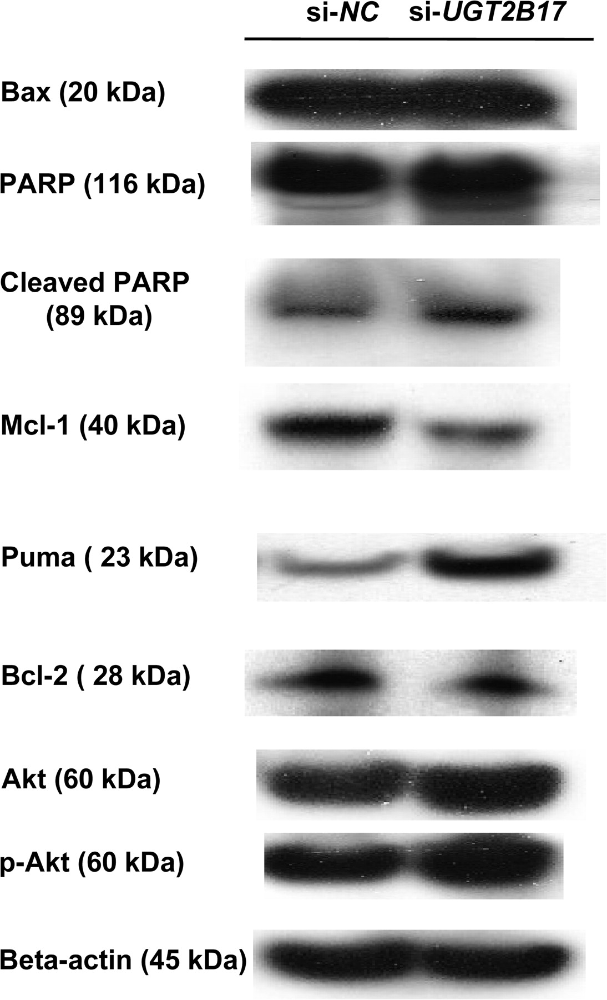 si-NC si-UGT2B17
Bax (20 kDa)
PARP (116 kDa)
Cleaved PARP
(89 kDa)
Mcl-1 (40 kDa)
Puma ( 23 kDa)
Bcl-2 ( 28 kDa)
Akt (60 kDa)
p-Akt (60 kDa)
Beta-actin (45 kDa)